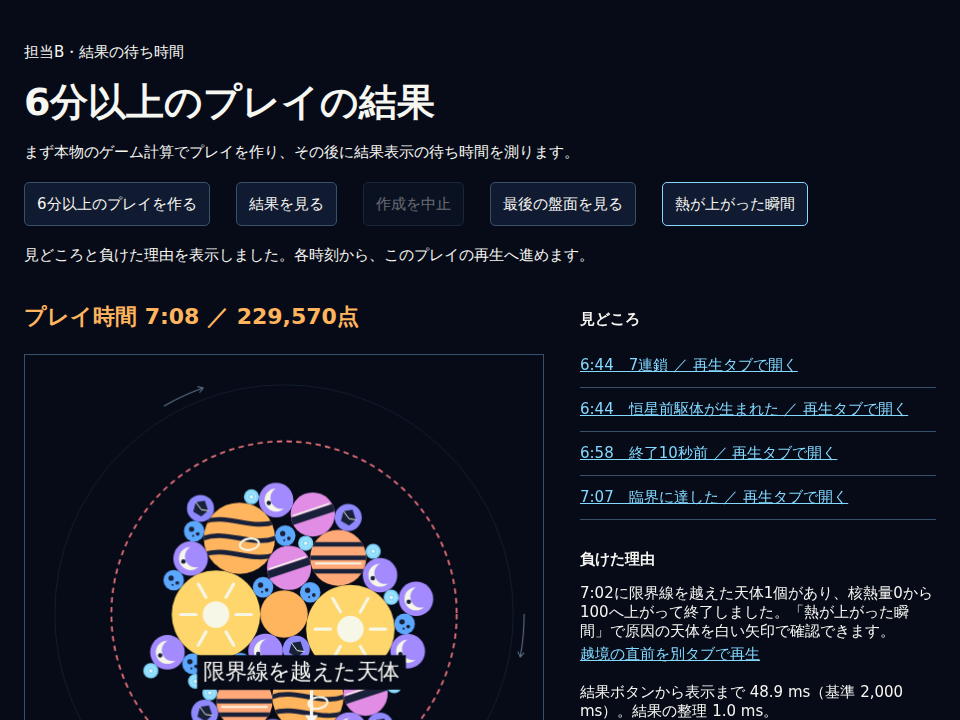 担当B・結果の待ち時間
6分以上のプレイの結果
まず本物のゲーム計算でプレイを作り、その後に結果表示の待ち時間を測ります。
6分以上のプレイを作る
結果を見る
作成を中止
最後の盤面を見る
熱が上がった瞬間
見どころと負けた理由を表示しました。各時刻から、このプレイの再生へ進めます。
プレイ時間 7:08 ／ 229,570点
限界線を越えた天体
見どころ
6:44　7連鎖 ／ 再生タブで開く
6:44　恒星前駆体が生まれた ／ 再生タブで開く
6:58　終了10秒前 ／ 再生タブで開く
7:07　臨界に達した ／ 再生タブで開く
負けた理由
7:02に限界線を越えた天体1個があり、核熱量0から
100へ上がって終了しました。「熱が上がった瞬
間」で原因の天体を白い矢印で確認できます。
越境の直前を別タブで再生
結果ボタンから表示まで 48.9 ms（基準 2,000
ms）。結果の整理 1.0 ms。